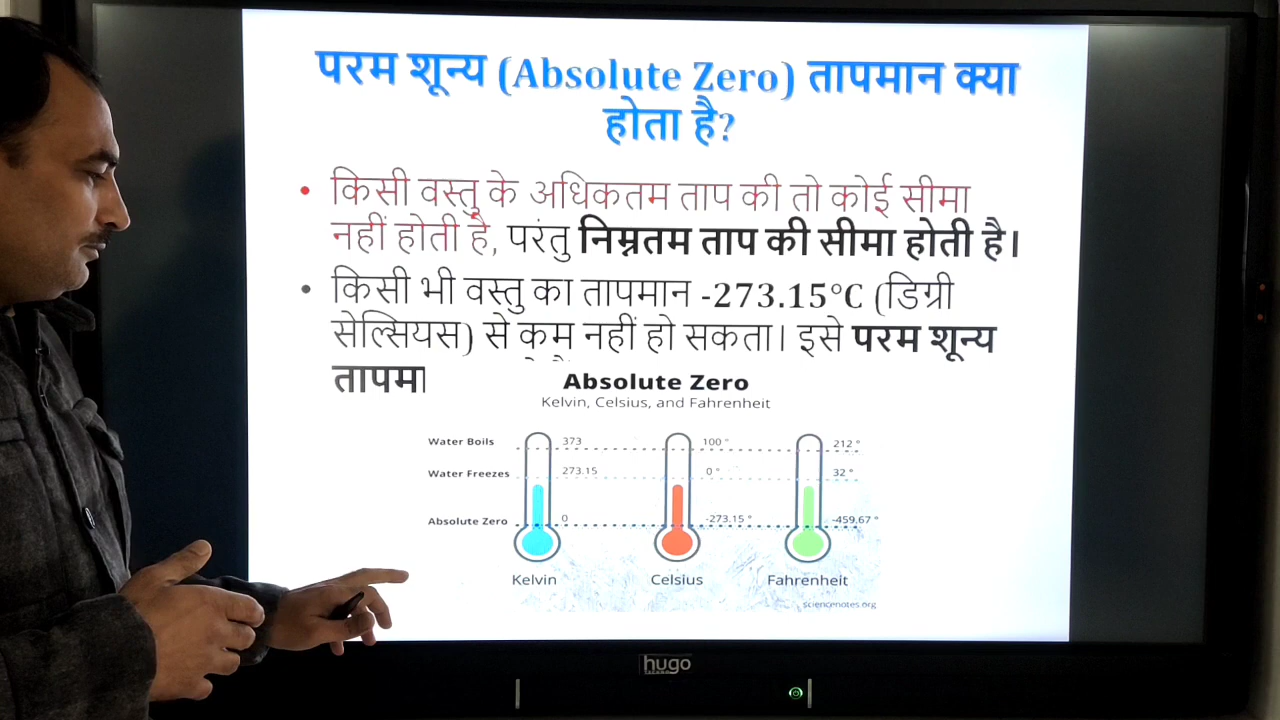 परम शून्य (Absolute Zero) तापमान क्या
होता है?
• किसी वस्तु के अधिकतम ताप की तो कोई सीमा
नहीं होती है, परंतु निम्नतम ताप की सीमा होती है।
• किसी भी वस्तु का तापमान -273.15°C (डिग्री
सेल्सियस) से कम नहीं हो सकता। इसे परम शून्य
Absolute Zero
Kelvin, Celsius, and Fahrenheit
Water Boils 373 100 ° 212 °
Water Freezes 273.15 0 ° 32 °
Absolute Zero 0 -273.15 ° -459.67 °
Kelvin Celsius Fahrenheit
sciencenotes.org
hugo